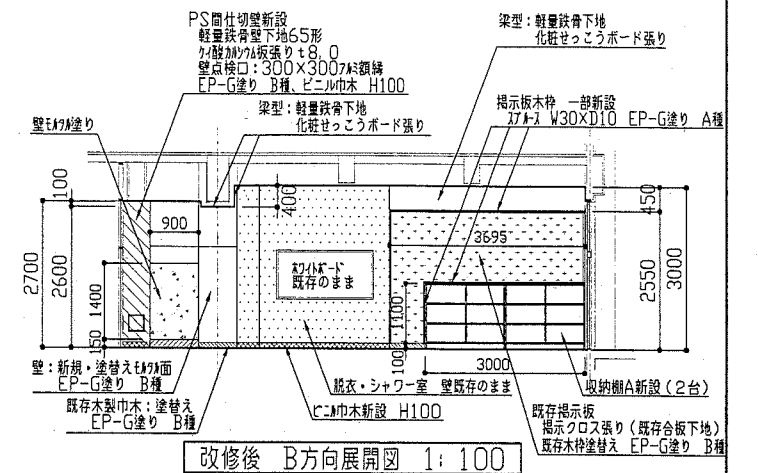 PS間仕切壁新設
軽量鉄骨壁下地65形
ケイ酸カルシウム板張り t8.0
壁点検口：300×300アルミ額縁
EP-G塗り B種、ビニル巾木 H100
梁型：軽量鉄骨下地
化粧せっこうボード張り
壁モルタル塗り
梁型：軽量鉄骨下地
化粧せっこうボード張り
掲示板木枠 一部新設
スプルース W30×D10 EP-G塗り A種
100
900
400
450
3695
2700
2600
1400
150
ホワイトボード
既存のまま
1100
100
3000
2550
3000
壁：新規・塗替えモルタル面
EP-G塗り B種
既存木製巾木：塗替え
EP-G塗り B種
脱衣・シャワー室 壁既存のまま
ビニル巾木新設 H100
収納棚A新設（2台）
既存掲示板
掲示クロス張り（既存合板下地）
既存木枠塗替え EP-G塗り B種
改修後 B方向展開図 1:100